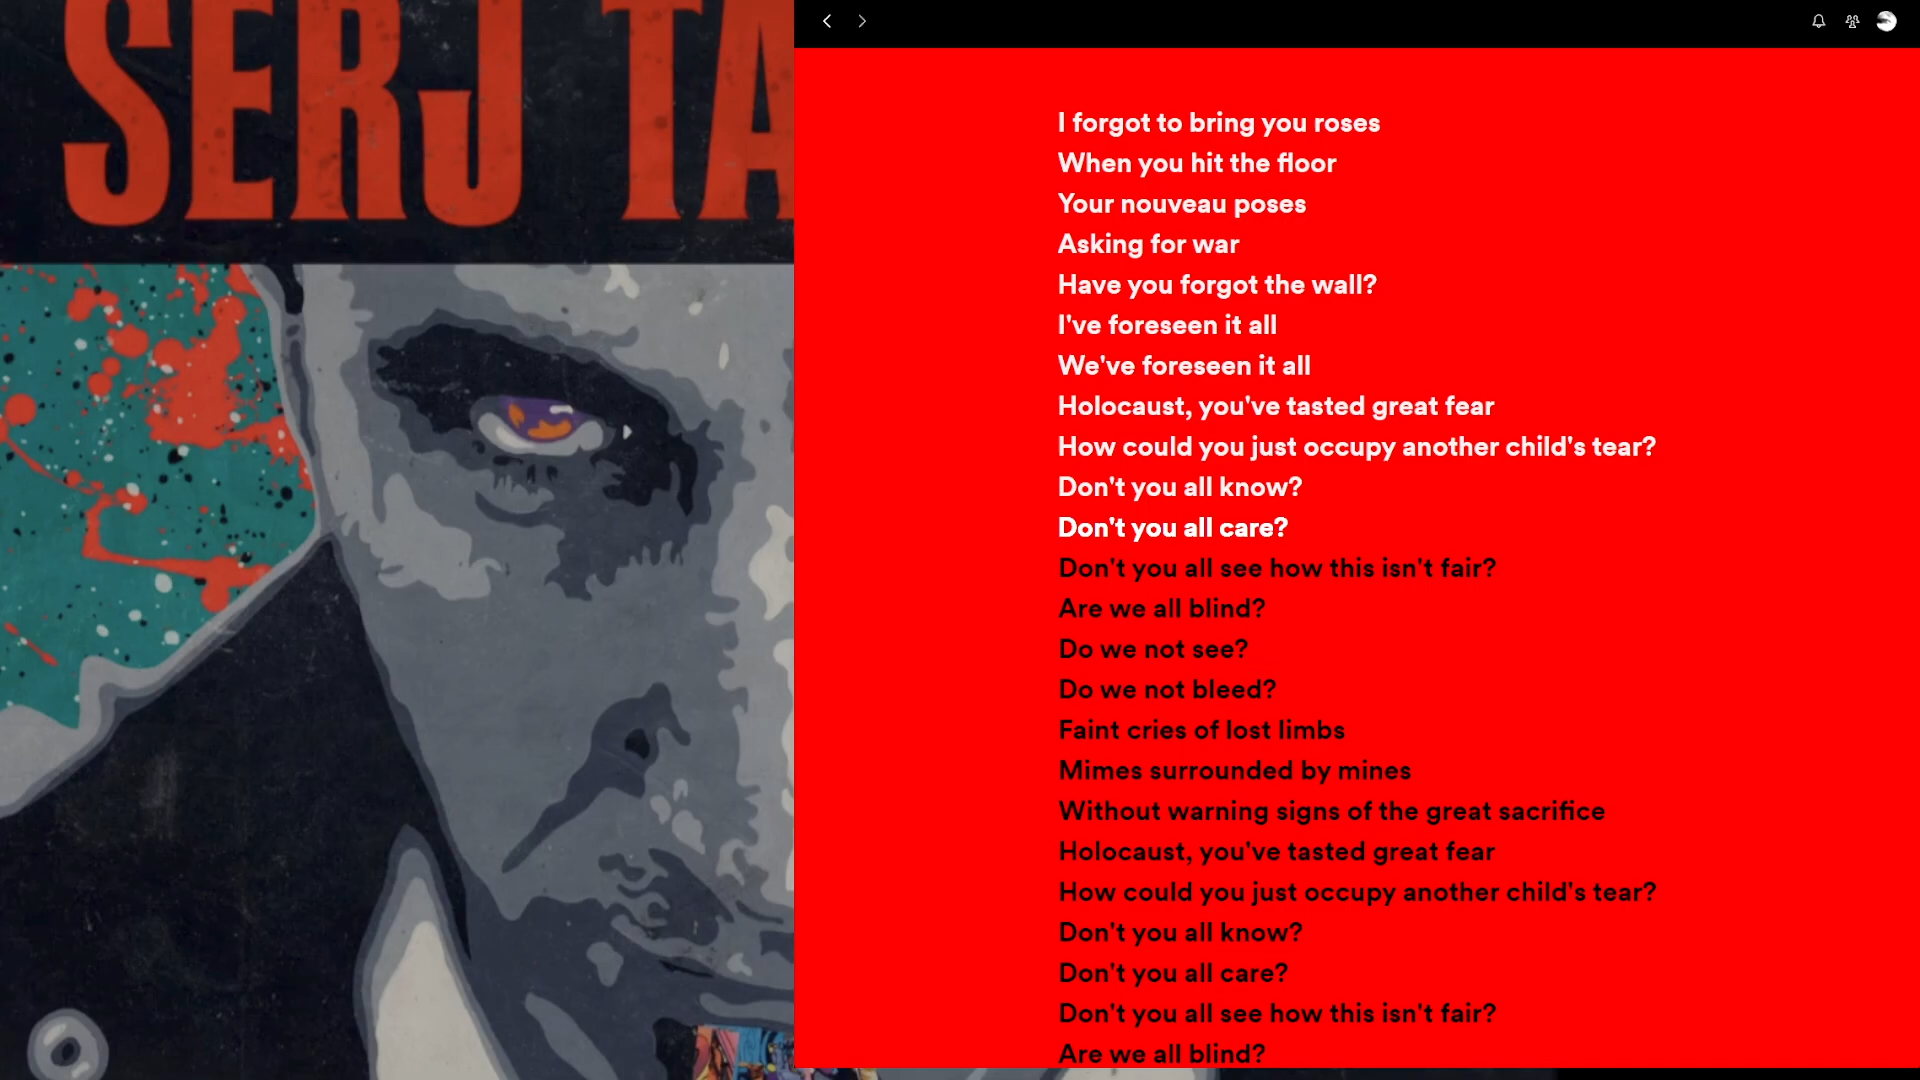 SERJ TA
I forgot to bring you roses
When you hit the floor
Your nouveau poses
Asking for war
Have you forgot the wall?
I've foreseen it all
We've foreseen it all
Holocaust, you've tasted great fear
How could you just occupy another child's tear?
Don't you all know?
Don't you all care?
Don't you all see how this isn't fair?
Are we all blind?
Do we not see?
Do we not bleed?
Faint cries of lost limbs
Mimes surrounded by mines
Without warning signs of the great sacrifice
Holocaust, you've tasted great fear
How could you just occupy another child's tear?
Don't you all know?
Don't you all care?
Don't you all see how this isn't fair?
Are we all blind?